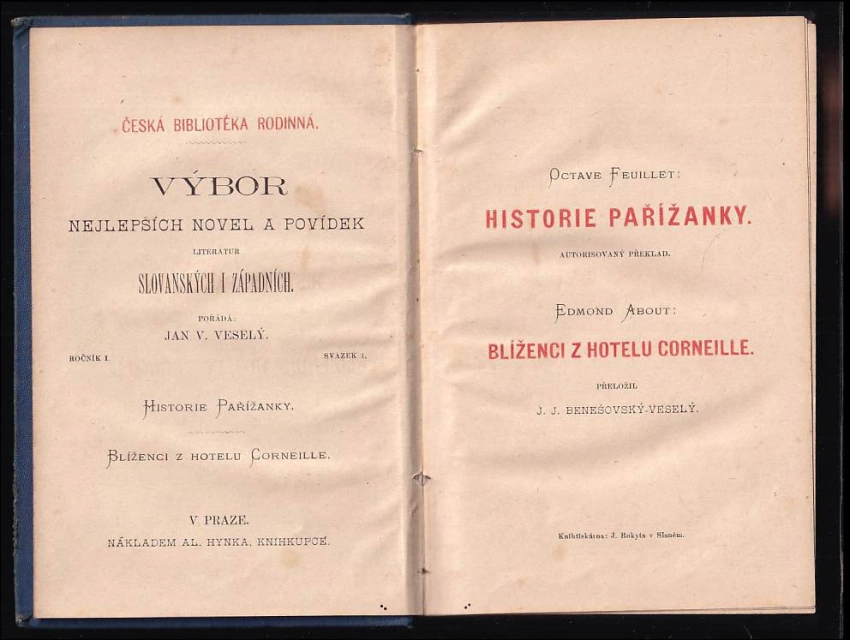 ČESKÁ BIBLIOTÉKA RODINNÁ.
VÝBOR
NEJLEPŠÍCH NOVEL A POVÍDEK
LITERATUR
SLOVANSKÝCH I ZÁPADNÍCH.
POŘÁDÁ:
JAN V. VESELÝ.
ROČNÍK I. SVAZEK 1.
HISTORIE PAŘÍŽANKY.
BLÍŽENCI Z HOTELU CORNEILLE.
V PRAZE.
NÁKLADEM AL. HYNKA, KNIHKUPCE.
OCTAVE FEUILLET:
HISTORIE PAŘÍŽANKY.
AUTORISOVANÝ PŘEKLAD.
EDMOND ABOUT:
BLÍŽENCI Z HOTELU CORNEILLE.
PŘELOŽIL
J. J. BENEŠOVSKÝ-VESELÝ.
Knihtiskárna: J. Rokyta v Slaném.